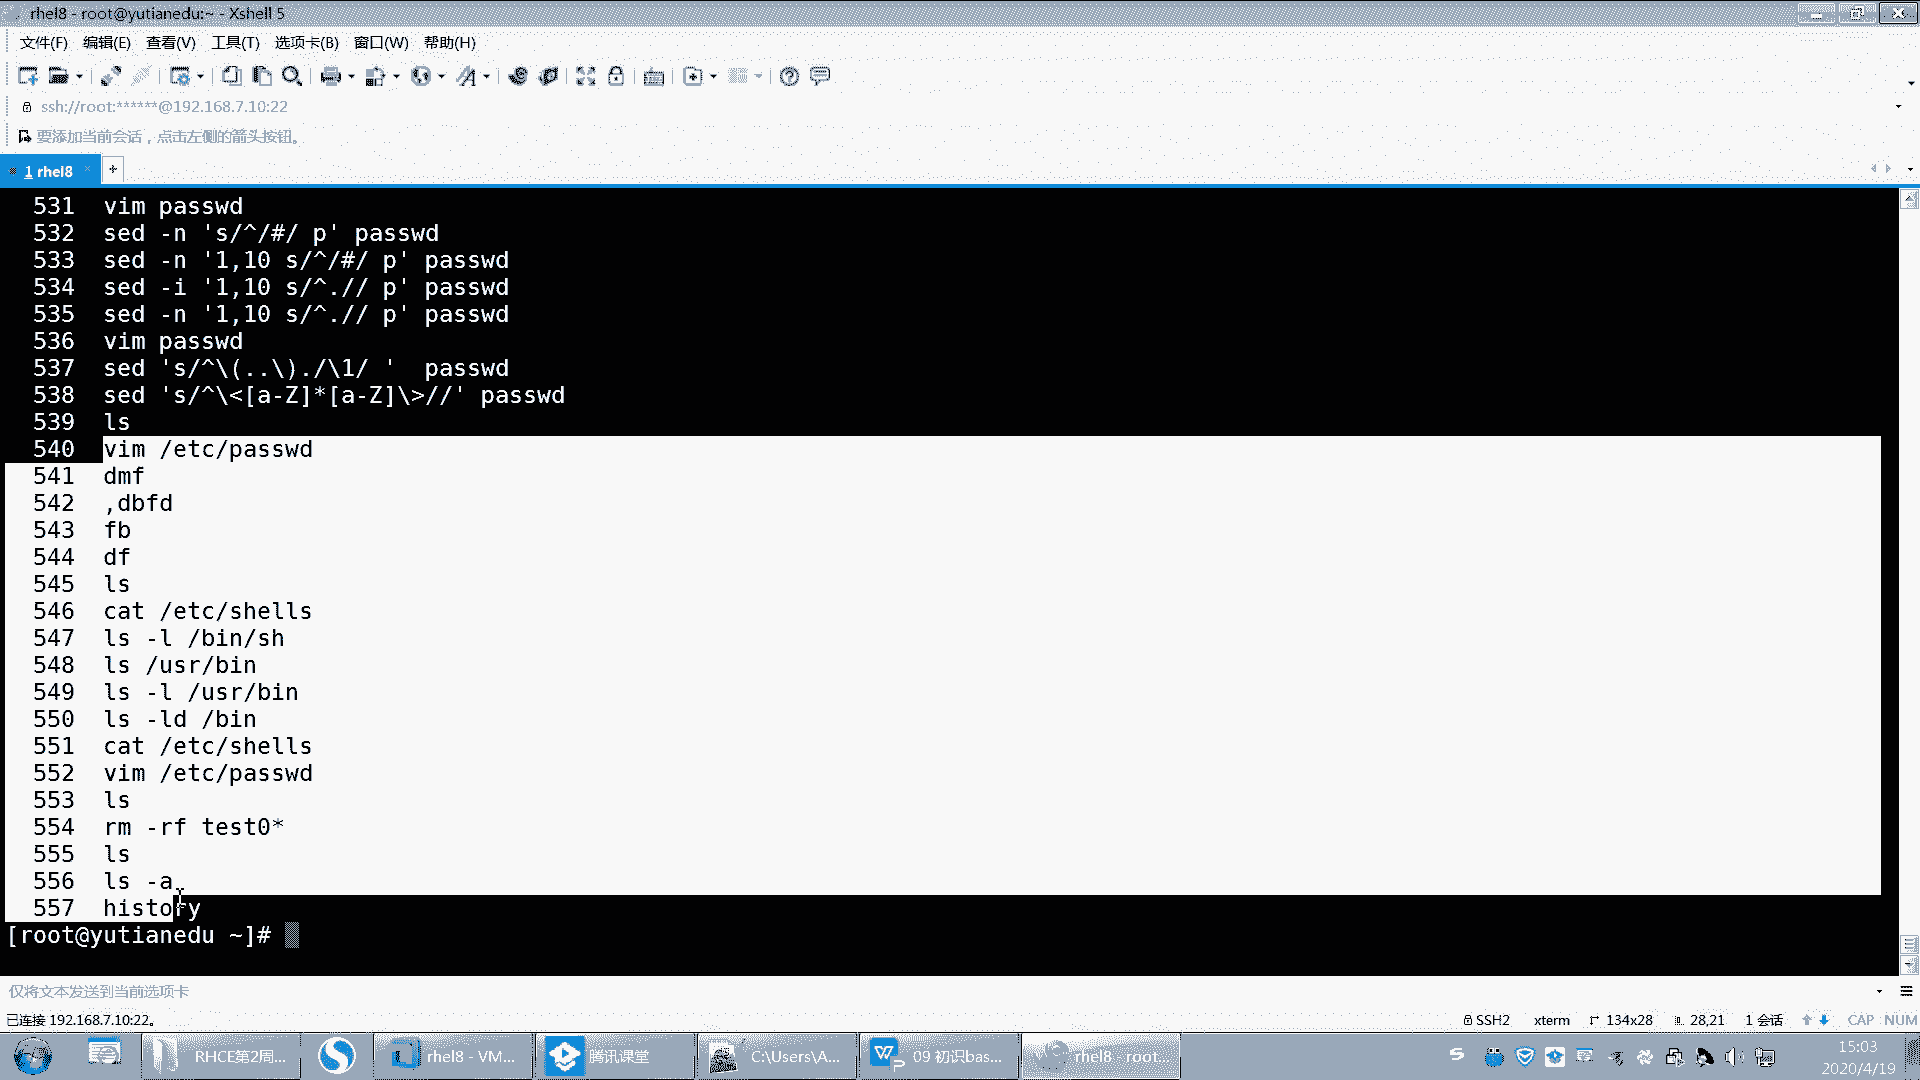 rhel8 - root@yutianedu:~ - Xshell 5
文件(F) 编辑(E) 查看(V) 工具(T) 选项卡(B) 窗口(W) 帮助(H)
ssh://root:******@192.168.7.10:22
要添加当前会话，点击左侧的箭头按钮。
1 rhel8
531 vim passwd
532 sed -n 's/^/#/ p' passwd
533 sed -n '1,10 s/^/#/ p' passwd
534 sed -i '1,10 s/^.// p' passwd
535 sed -n '1,10 s/^.// p' passwd
536 vim passwd
537 sed 's/^\(..\)./\1/ '  passwd
538 sed 's/^\<[a-Z]*[a-Z]\>//' passwd
539 ls
540 vim /etc/passwd
541 dmf
542 ,dbfd
543 fb
544 df
545 ls
546 cat /etc/shells
547 ls -l /bin/sh
548 ls /usr/bin
549 ls -l /usr/bin
550 ls -ld /bin
551 cat /etc/shells
552 vim /etc/passwd
553 ls
554 rm -rf test0*
555 ls
556 ls -a
557 history
[root@yutianedu ~]#
仅将文本发送到当前选项卡
已连接 192.168.7.10:22。 SSH2 xterm 134x28 28,21 1 会话 CAP NUM
RHCE第2周... rhel8 - VM... 腾讯课堂 C:\Users\A... 09 初识bas... rhel8 - root... 15:03
2020/4/19